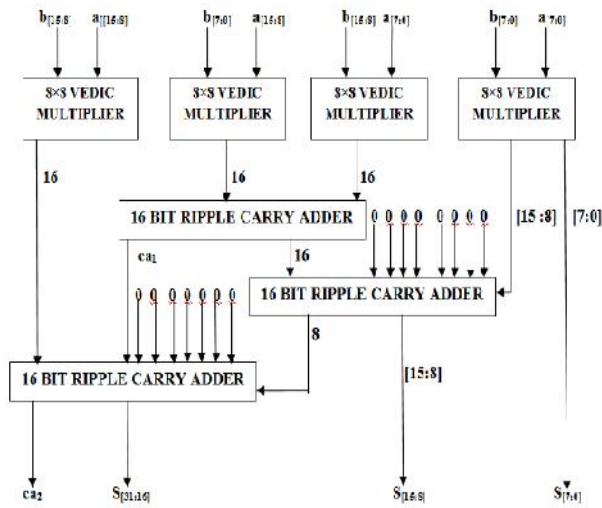 b[15:8] a[[15:8] b[7:0] a[15:8] b[15:8] a[7:0] b[7:0] a[7:0]
8×8 VEDIC MULTIPLIER
8×8 VEDIC MULTIPLIER
8×8 VEDIC MULTIPLIER
8×8 VEDIC MULTIPLIER
16 16 16
16 BIT RIPPLE CARRY ADDER
0 0 0 0 0 0 0 0
[15 :8] [7:0]
ca1 16
16 BIT RIPPLE CARRY ADDER
0 0 0 0 0 0 0
8
[15:8]
16 BIT RIPPLE CARRY ADDER
ca2 S[31:16] S[15:8] S[7:0]